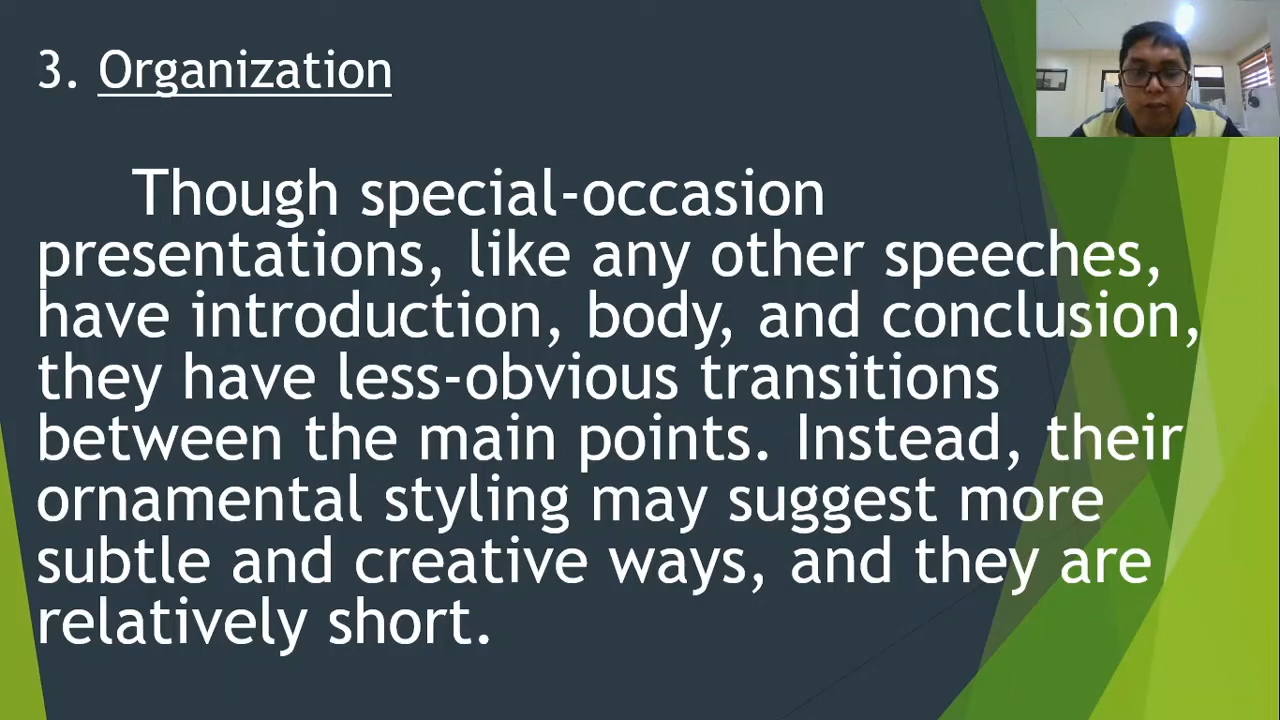 3. Organization
Though special-occasion
presentations, like any other speeches,
have introduction, body, and conclusion,
they have less-obvious transitions
between the main points. Instead, their
ornamental styling may suggest more
subtle and creative ways, and they are
relatively short.